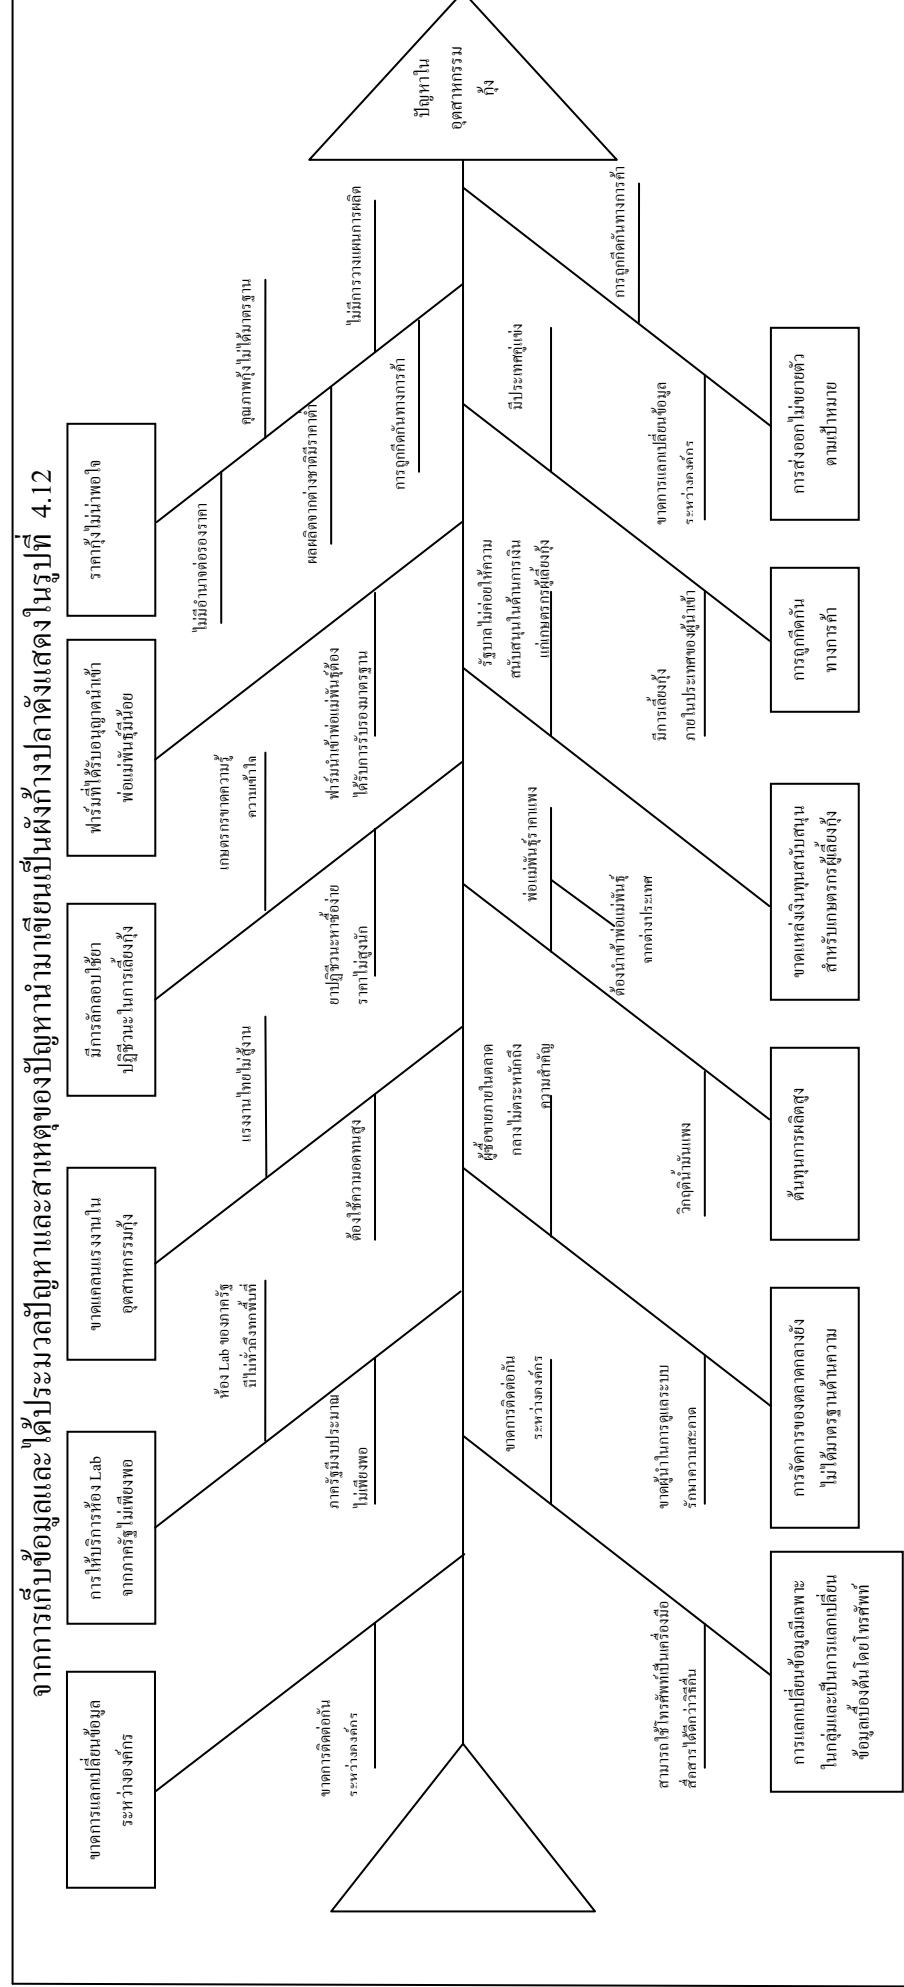 จากการเก็บข้อมูลและได้ประมวลปัญหาและสาเหตุของปัญหานำมาเขียนเป็นผังก้างปลาดังแสดงในรูปที่ 4.12
ขาดการแลกเปลี่ยนข้อมูล
ระหว่างองค์กร
การให้บริการห้อง Lab
จากภาครัฐไม่เพียงพอ
ขาดแคลนแรงงานใน
อุตสาหกรรมกุ้ง
มีการลักลอบใช้ยา
ปฏิชีวนะในการเลี้ยงกุ้ง
ฟาร์มที่ได้รับอนุญาตนำเข้า
พ่อแม่พันธุ์มีน้อย
ราคากุ้งไม่น่าพอใจ
ขาดการติดต่อกัน
ระหว่างองค์กร
ห้อง Lab ของภาครัฐ
มีไม่ทั่วถึงทุกพื้นที่
ภาครัฐมีงบประมาณ
ไม่เพียงพอ
แรงงานไทยไม่สู้งาน
ต้องใช้ความอดทนสูง
เกษตรกรขาดความรู้
ความเข้าใจ
ยาปฏิชีวนะหาซื้อง่าย
ราคาไม่สูงนัก
ฟาร์มนำเข้าพ่อแม่พันธุ์ต้อง
ได้รับการรับรองมาตรฐาน
ไม่มีอำนาจต่อรองราคา
คุณภาพกุ้งไม่ได้มาตรฐาน
ผลผลิตจากต่างชาติมีราคาต่ำ
ไม่มีการวางแผนการผลิต
การถูกกีดกันทางการค้า
ปัญหาใน
อุตสาหกรรม
กุ้ง
ขาดการติดต่อกัน
ระหว่างองค์กร
สามารถใช้โทรศัพท์เป็นเครื่องมือ
สื่อสารได้ดีกว่าวิธีอื่น
ผู้ซื้อขายภายในตลาด
กลางไม่ตระหนักถึง
ความสำคัญ
ขาดผู้นำในการดูแลระบบ
รักษาความสะอาด
พ่อแม่พันธุ์ราคาแพง
ต้องนำเข้าพ่อแม่พันธุ์
จากต่างประเทศ
วิกฤติน้ำมันแพง
รัฐบาลไม่ค่อยให้ความ
สนับสนุนในด้านการเงิน
แก่เกษตรกรผู้เลี้ยงกุ้ง
มีประเทศคู่แข่ง
มีการเลี้ยงกุ้ง
ภายในประเทศของผู้นำเข้า
การถูกกีดกันทางการค้า
ขาดการแลกเปลี่ยนข้อมูล
ระหว่างองค์กร
การแลกเปลี่ยนข้อมูลมีเฉพาะ
ในกลุ่มและเป็นการแลกเปลี่ยน
ข้อมูลเบื้องต้นโดยโทรศัพท์
การจัดการของตลาดกลางยัง
ไม่ได้มาตรฐานด้านความ
ต้นทุนการผลิตสูง
ขาดแหล่งเงินทุนสนับสนุน
สำหรับเกษตรกรผู้เลี้ยงกุ้ง
การถูกกีดกัน
ทางการค้า
การส่งออกไม่ขยายตัว
ตามเป้าหมาย